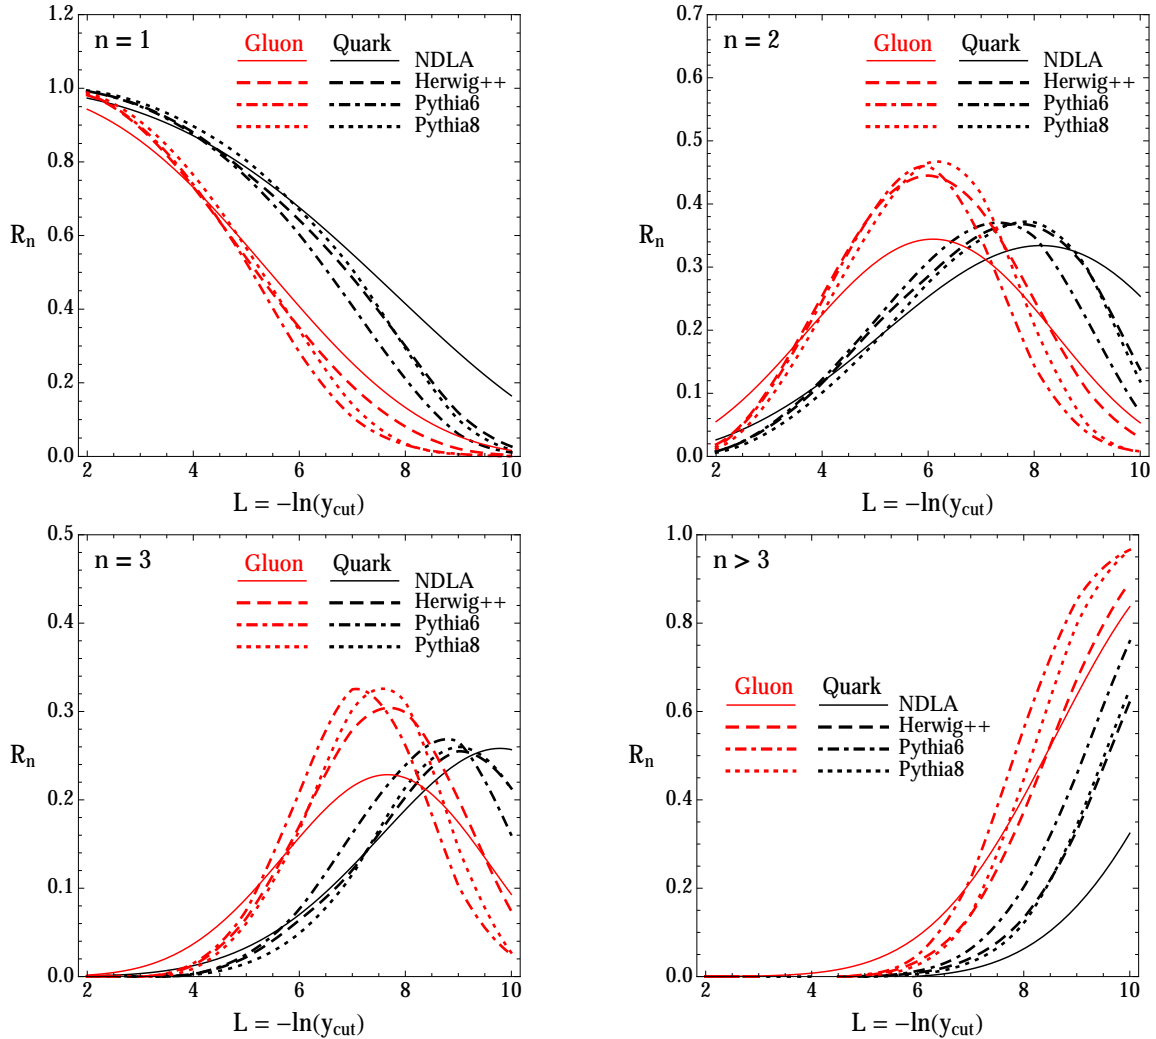 n = 1
Gluon Quark
NDLA
Herwig++
Pythia6
Pythia8
R_n
1.2
1.0
0.8
0.6
0.4
0.2
0.0
2 4 6 8 10
L = −ln(y_cut)
n = 2
Gluon Quark
NDLA
Herwig++
Pythia6
Pythia8
R_n
0.7
0.6
0.5
0.4
0.3
0.2
0.1
0.0
2 4 6 8 10
L = −ln(y_cut)
n = 3
Gluon Quark
NDLA
Herwig++
Pythia6
Pythia8
R_n
0.5
0.4
0.3
0.2
0.1
0.0
2 4 6 8 10
L = −ln(y_cut)
n > 3
Gluon Quark
NDLA
Herwig++
Pythia6
Pythia8
R_n
1.0
0.8
0.6
0.4
0.2
0.0
2 4 6 8 10
L = −ln(y_cut)